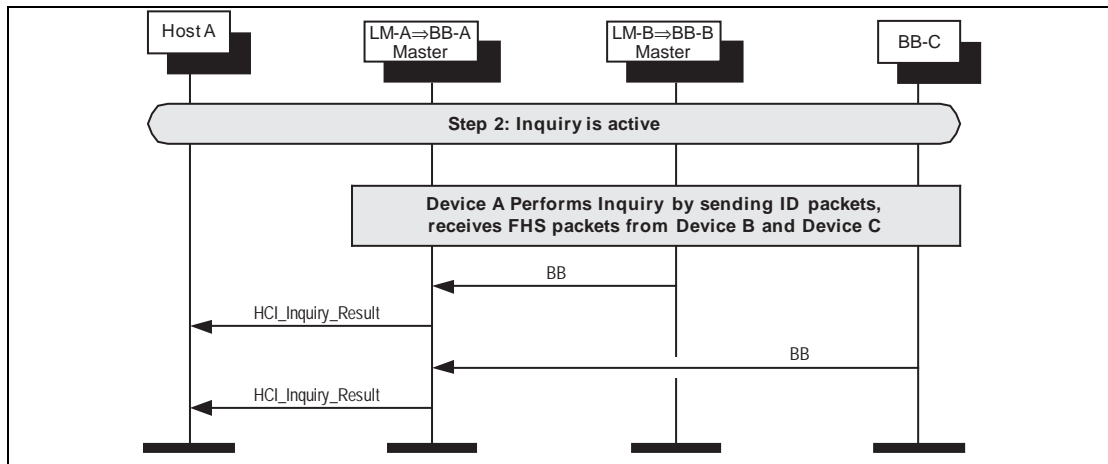 Host A
LM-A⇒BB-A
Master
LM-B⇒BB-B
Master
BB-C
Step 2: Inquiry is active
Device A Performs Inquiry by sending ID packets,
receives FHS packets from Device B and Device C
BB
HCI_Inquiry_Result
BB
HCI_Inquiry_Result